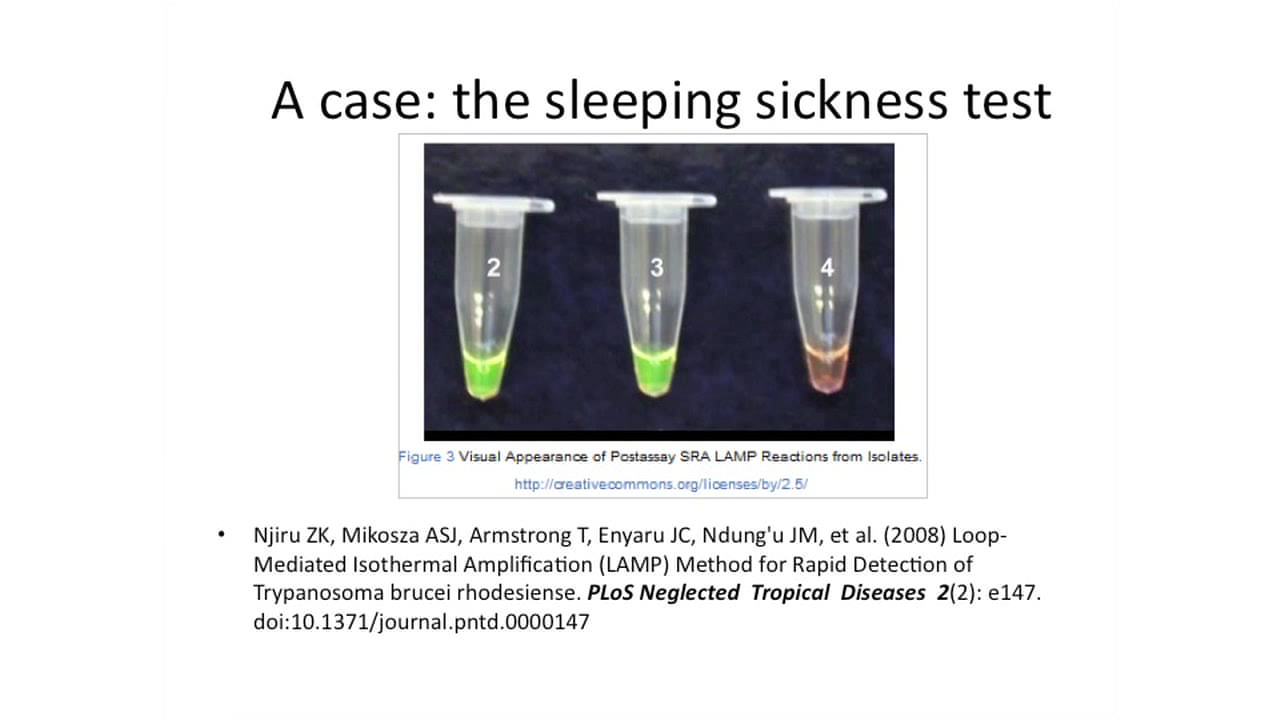 A case: the sleeping sickness test
2 3 4
Figure 3 Visual Appearance of Postassay SRA LAMP Reactions from Isolates.
http://creativecommons.org/licenses/by/2.5/
• Njiru ZK, Mikosza ASJ, Armstrong T, Enyaru JC, Ndung'u JM, et al. (2008) Loop-
Mediated Isothermal Amplification (LAMP) Method for Rapid Detection of
Trypanosoma brucei rhodesiense. PLoS Neglected Tropical Diseases 2(2): e147.
doi:10.1371/journal.pntd.0000147